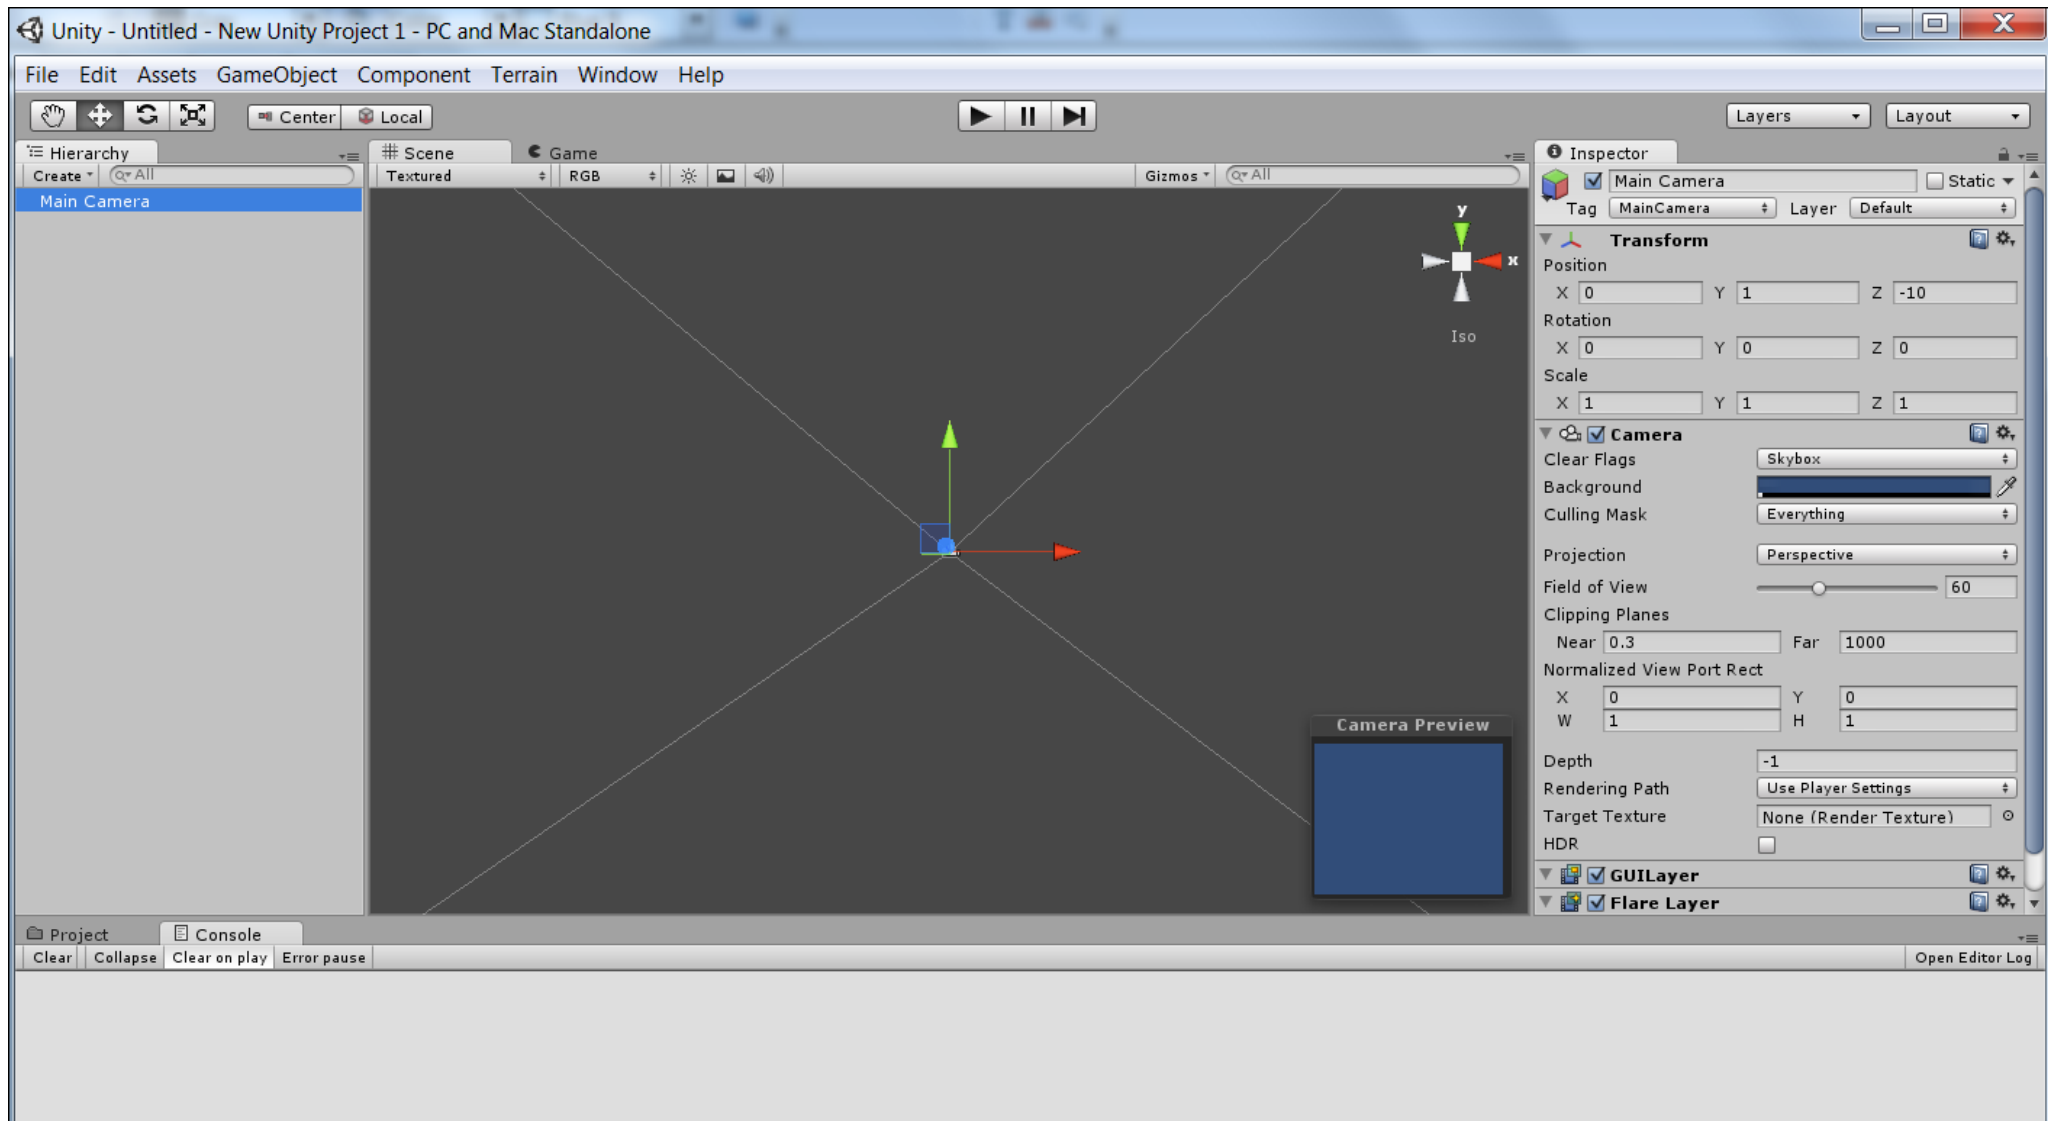 Unity - Untitled - New Unity Project 1 - PC and Mac Standalone
File Edit Assets GameObject Component Terrain Window Help
Center Local Layers Layout
Hierarchy
Create All
Main Camera
Scene Game
Textured RGB Gizmos All
y
x
Iso
Camera Preview
Inspector
Main Camera Static
Tag MainCamera Layer Default
Transform
Position
X 0 Y 1 Z -10
Rotation
X 0 Y 0 Z 0
Scale
X 1 Y 1 Z 1
Camera
Clear Flags Skybox
Background
Culling Mask Everything
Projection Perspective
Field of View 60
Clipping Planes
Near 0.3 Far 1000
Normalized View Port Rect
X 0 Y 0
W 1 H 1
Depth -1
Rendering Path Use Player Settings
Target Texture None (Render Texture)
HDR
GUILayer
Flare Layer
Project Console
Clear Collapse Clear on play Error pause Open Editor Log